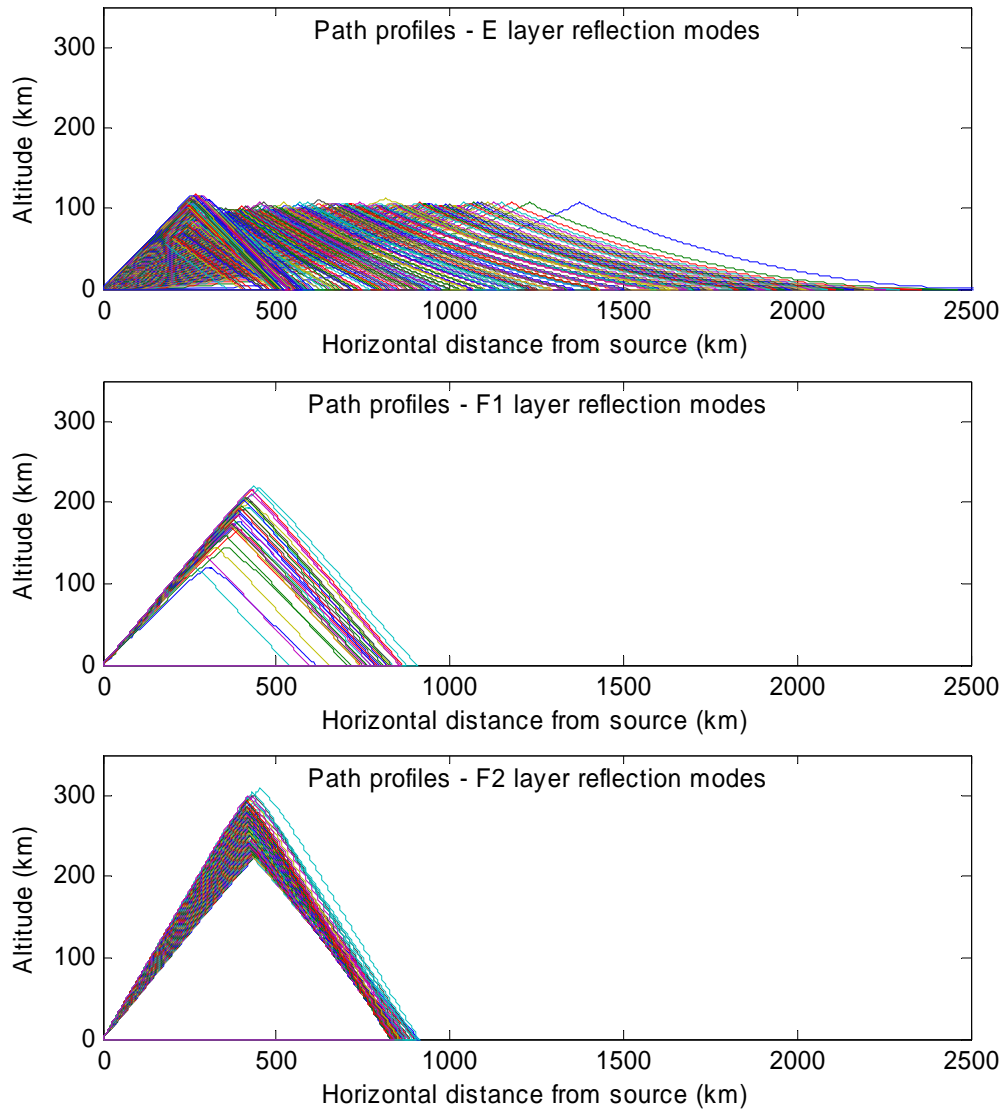 Path profiles - E layer reflection modes
300
200
100
0
Altitude (km)
0 500 1000 1500 2000 2500
Horizontal distance from source (km)
Path profiles - F1 layer reflection modes
300
200
100
0
Altitude (km)
0 500 1000 1500 2000 2500
Horizontal distance from source (km)
Path profiles - F2 layer reflection modes
300
200
100
0
Altitude (km)
0 500 1000 1500 2000 2500
Horizontal distance from source (km)